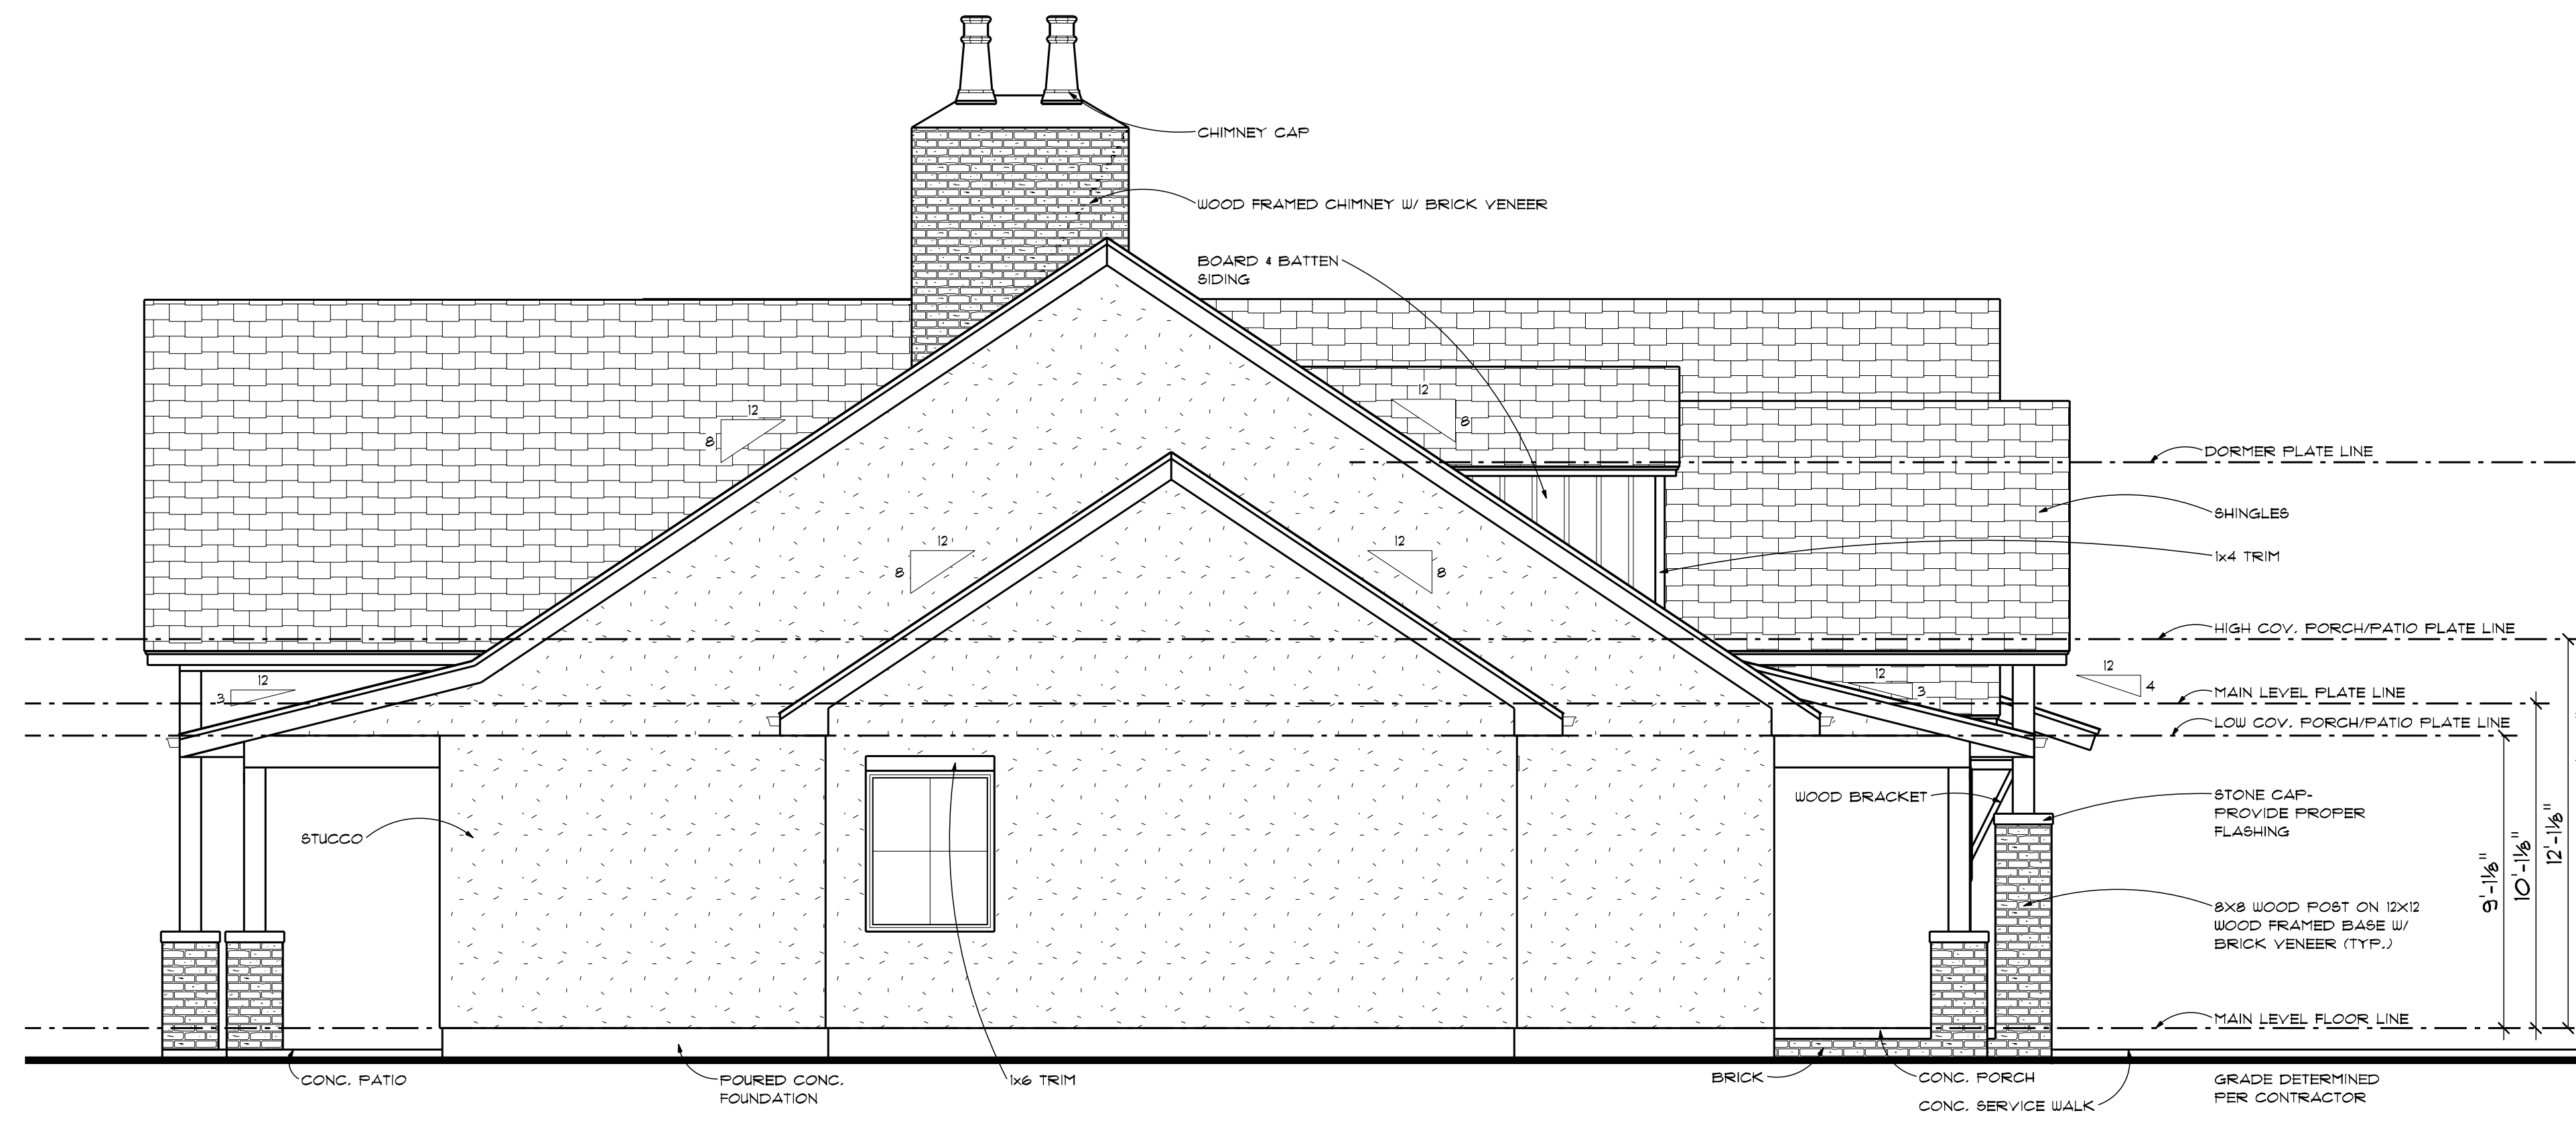 CHIMNEY CAP
WOOD FRAMED CHIMNEY W/ BRICK VENEER
BOARD & BATTEN
SIDING
12
8
12
8
DORMER PLATE LINE
SHINGLES
12
8
12
8
1x4 TRIM
HIGH COV. PORCH/PATIO PLATE LINE
12
3
12
3
12
4
MAIN LEVEL PLATE LINE
LOW COV. PORCH/PATIO PLATE LINE
STUCCO
WOOD BRACKET
STONE CAP-
PROVIDE PROPER
FLASHING
9'-1⅛"
10'-1⅛"
12'-1⅛"
8X8 WOOD POST ON 12X12
WOOD FRAMED BASE W/
BRICK VENEER (TYP.)
MAIN LEVEL FLOOR LINE
CONC. PATIO
POURED CONC.
FOUNDATION
1x6 TRIM
BRICK
CONC. PORCH
CONC. SERVICE WALK
GRADE DETERMINED
PER CONTRACTOR